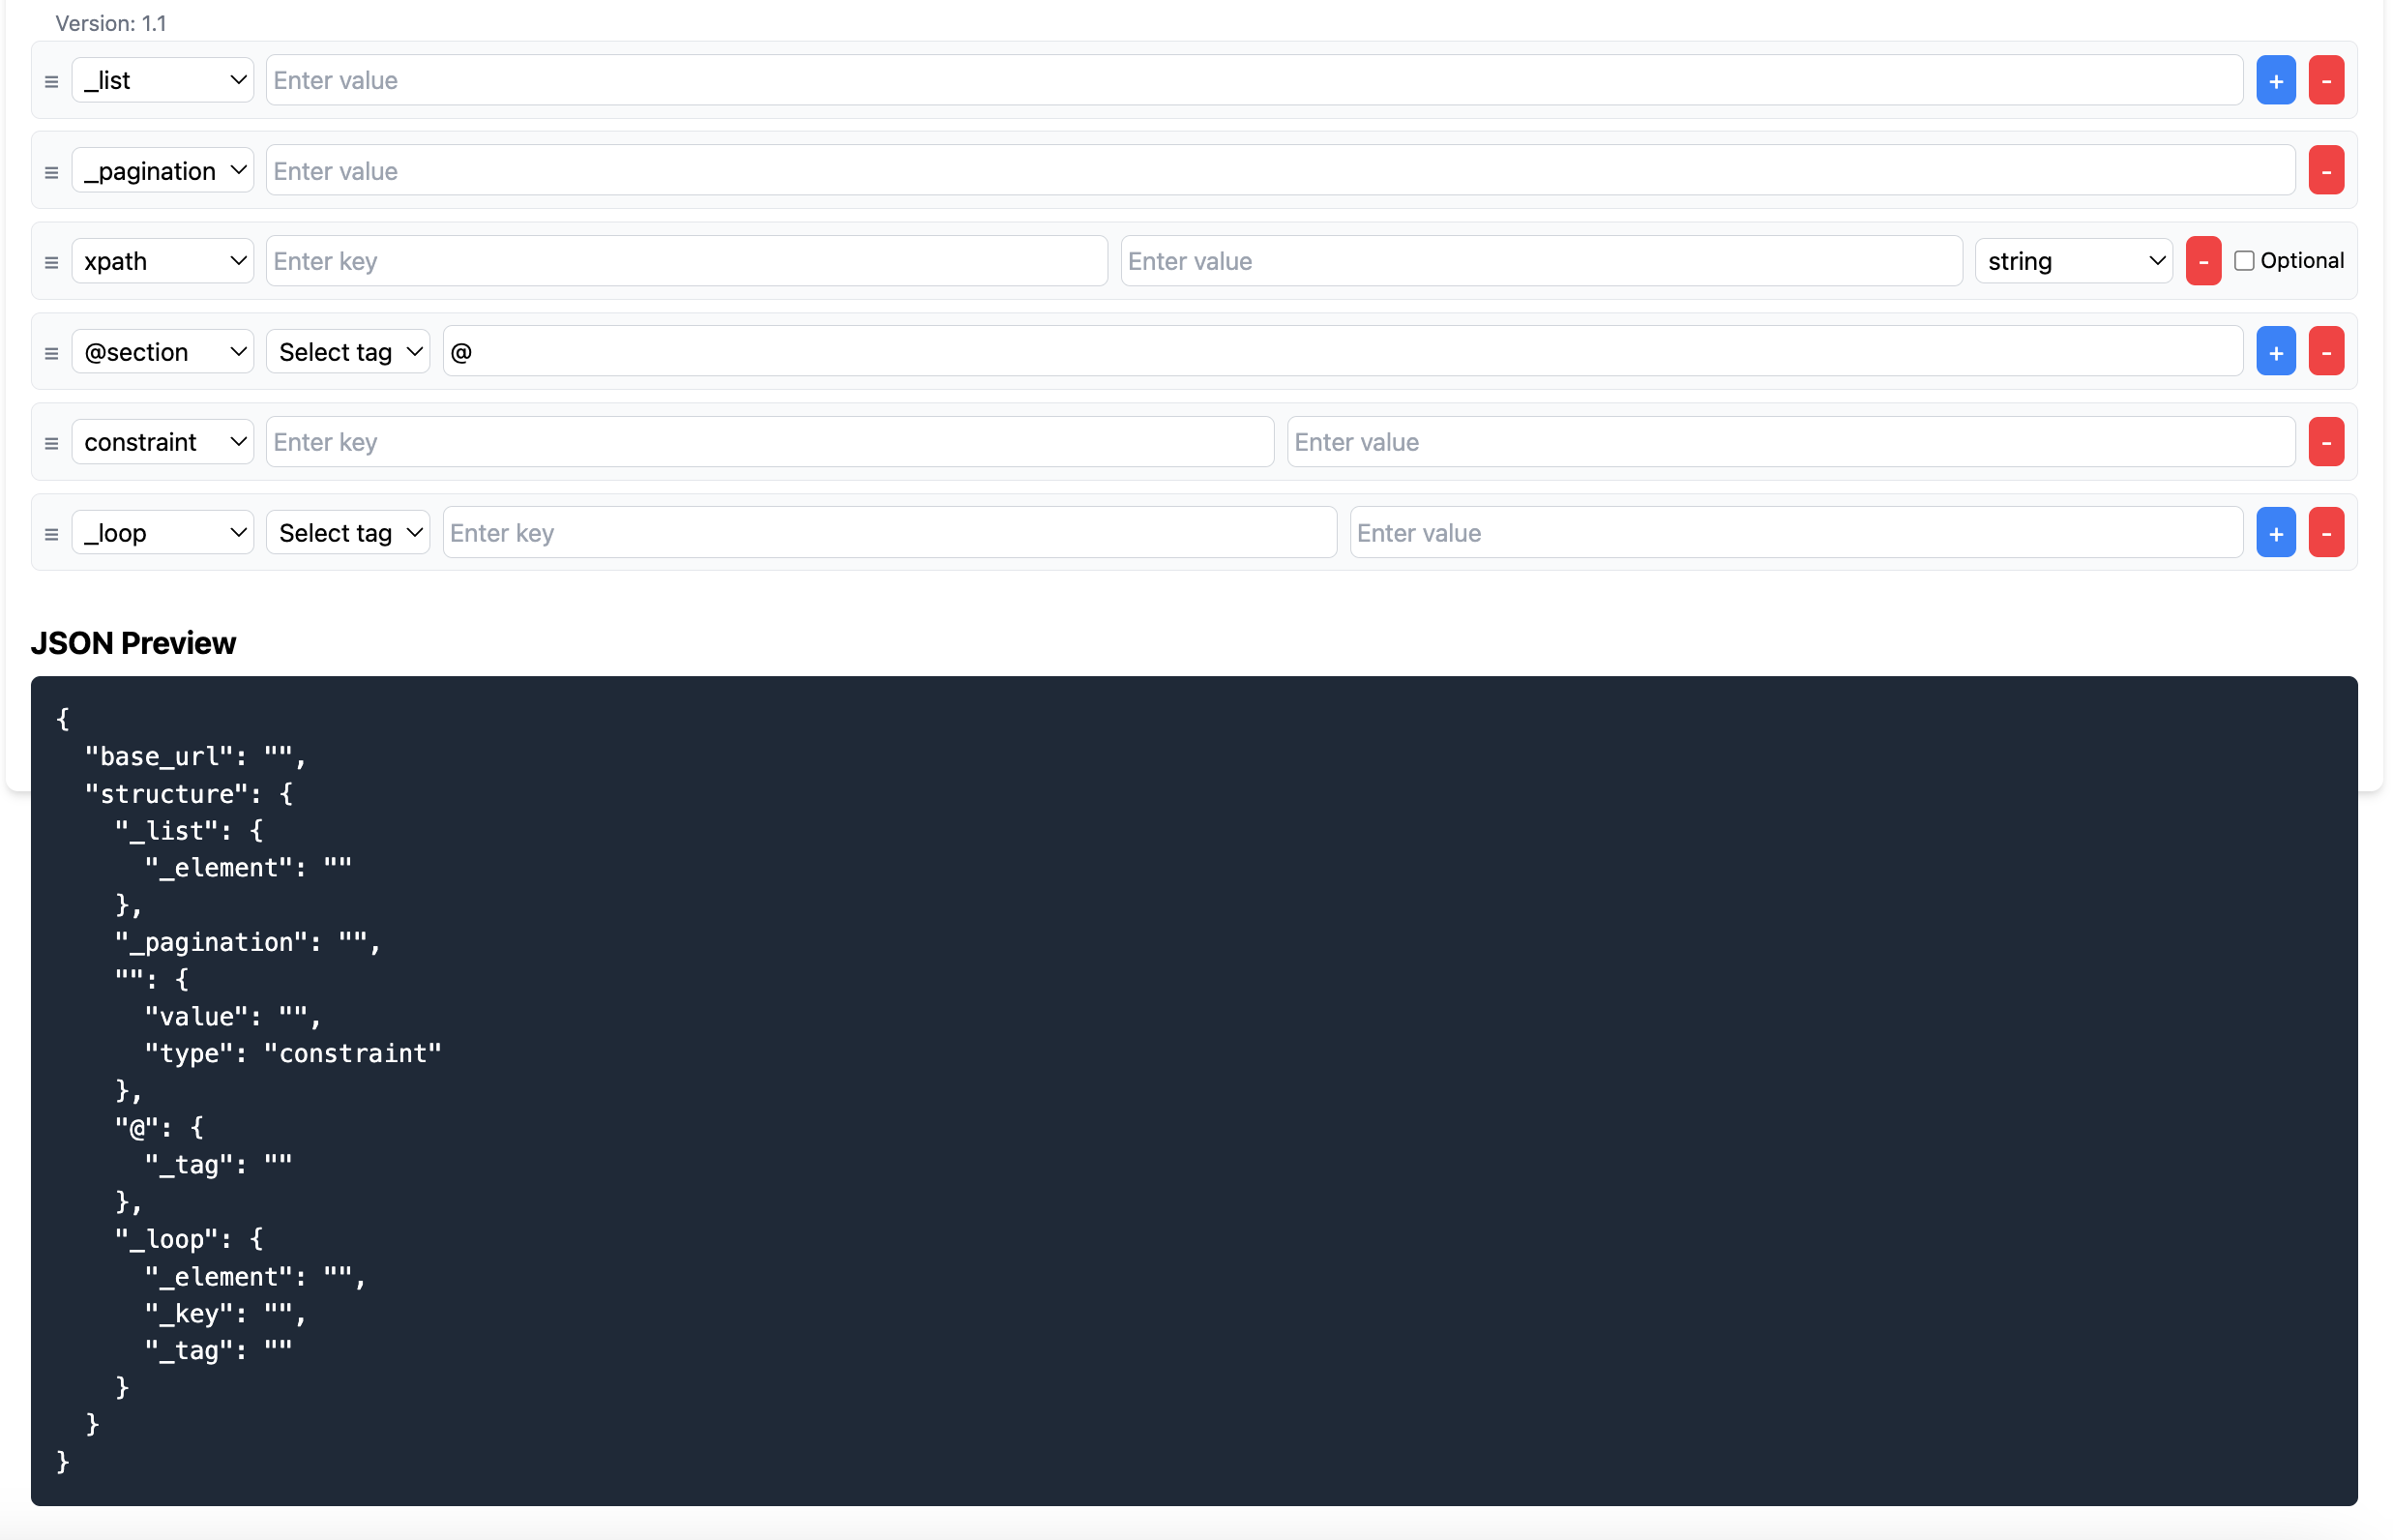 Version: 1.1
≡ _list Enter value + -
≡ _pagination Enter value -
≡ xpath Enter key Enter value string - Optional
≡ @section Select tag @ + -
≡ constraint Enter key Enter value -
≡ _loop Select tag Enter key Enter value + -
JSON Preview
{
  "base_url": "",
  "structure": {
    "_list": {
      "_element": ""
    },
    "_pagination": "",
    "": {
      "value": "",
      "type": "constraint"
    },
    "@": {
      "_tag": ""
    },
    "_loop": {
      "_element": "",
      "_key": "",
      "_tag": ""
    }
  }
}